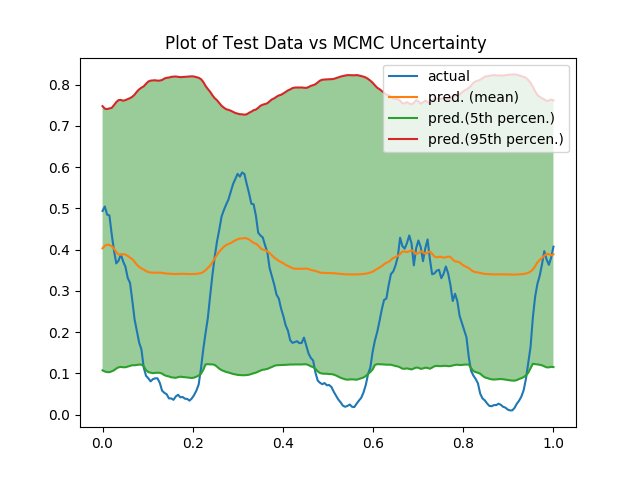 Plot of Test Data vs MCMC Uncertainty
actual
pred. (mean)
pred.(5th percen.)
pred.(95th percen.)
0.8
0.7
0.6
0.5
0.4
0.3
0.2
0.1
0.0
0.0 0.2 0.4 0.6 0.8 1.0